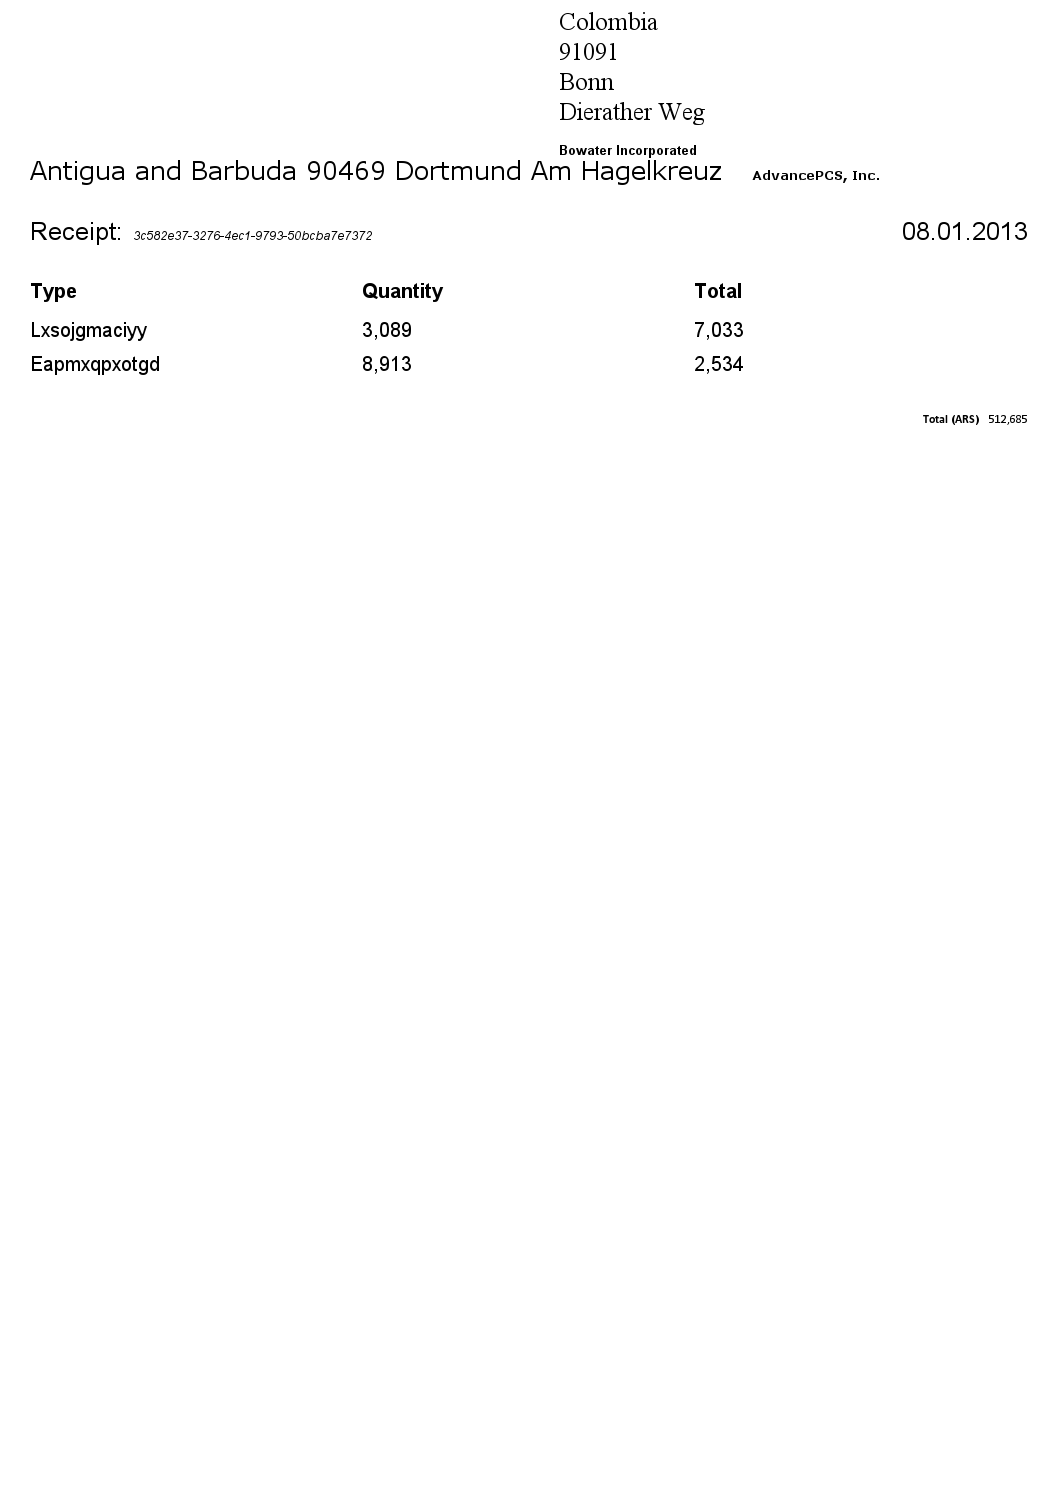 Colombia
91091
Bonn
Dierather Weg
Bowater Incorporated
Antigua and Barbuda 90469 Dortmund Am Hagelkreuz AdvancePCS, Inc.
Receipt: 3c582e37-3276-4ec1-9793-50bcba7e7372 08.01.2013
Type Quantity Total
Lxsojgmaciyy 3,089 7,033
Eapmxqpxotgd 8,913 2,534
Total (ARS) 512,685